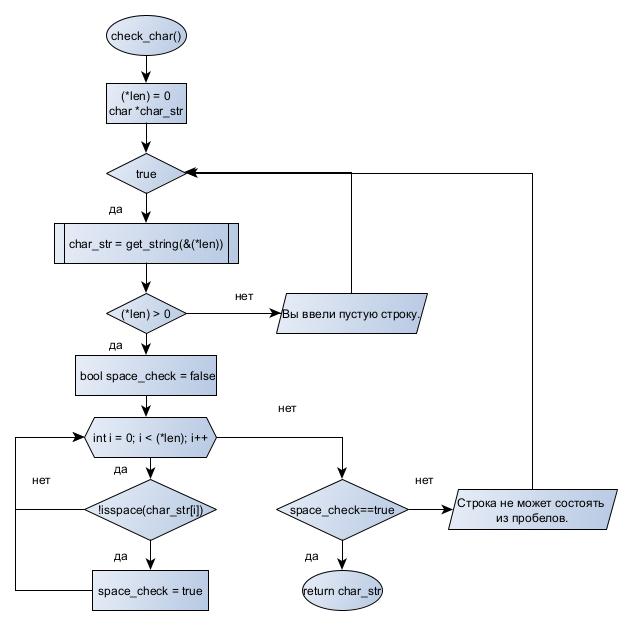 check_char()
(*len) = 0
char *char_str
true
да
char_str = get_string(&(*len))
(*len) > 0
нет
Вы ввели пустую строку.
да
bool space_check = false
int i = 0; i < (*len); i++
нет
да
нет
!isspace(char_str[i])
space_check==true
нет
Строка не может состоять
из пробелов.
да
да
space_check = true
return char_str